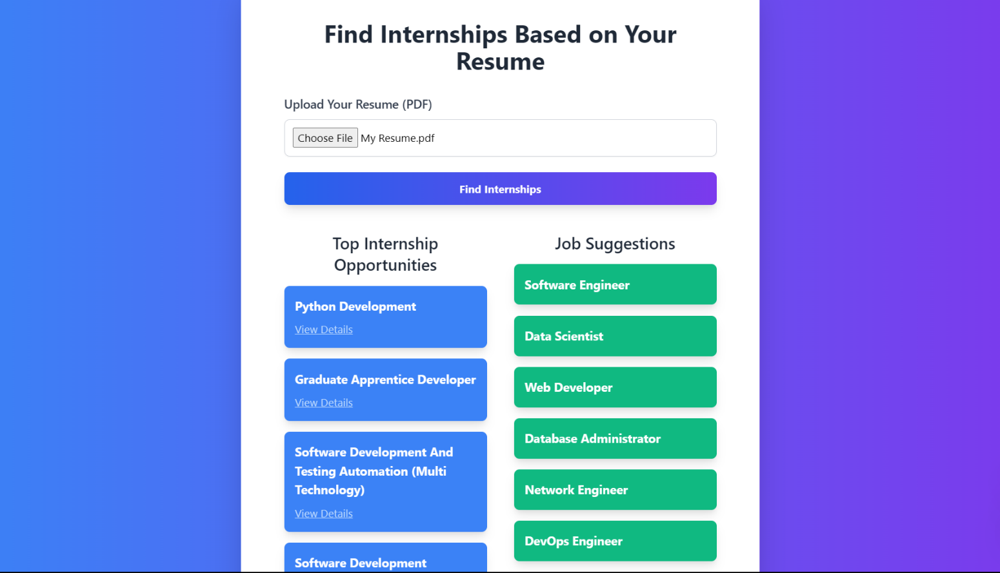 Find Internships Based on Your
Resume
Upload Your Resume (PDF)
Choose File My Resume.pdf
Find Internships
Top Internship
Opportunities
Python Development
View Details
Graduate Apprentice Developer
View Details
Software Development And
Testing Automation (Multi
Technology)
View Details
Software Development
Job Suggestions
Software Engineer
Data Scientist
Web Developer
Database Administrator
Network Engineer
DevOps Engineer